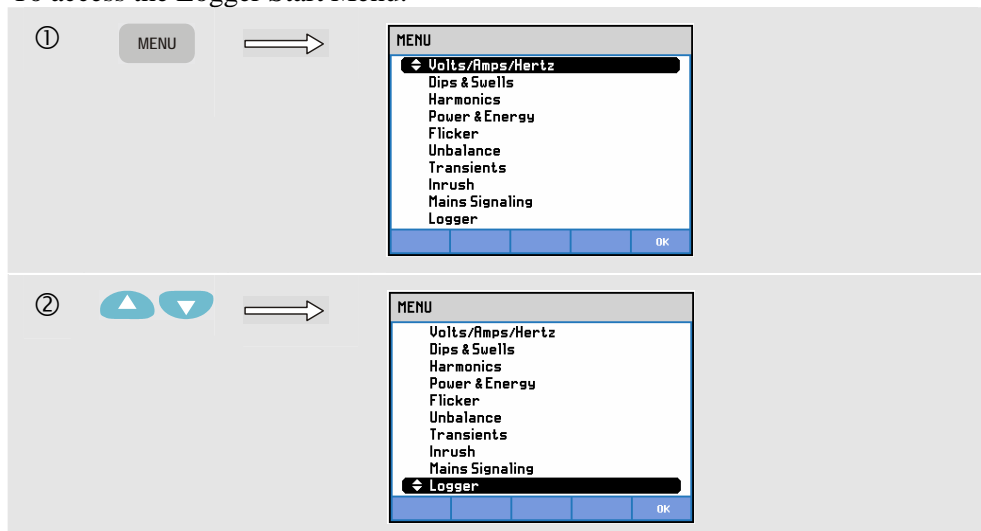 To access the Logger Start Menu:
①
MENU
MENU
Volts/Amps/Hertz
Dips & Swells
Harmonics
Power & Energy
Flicker
Unbalance
Transients
Inrush
Mains Signaling
Logger
OK
②
MENU
Volts/Amps/Hertz
Dips & Swells
Harmonics
Power & Energy
Flicker
Unbalance
Transients
Inrush
Mains Signaling
Logger
OK